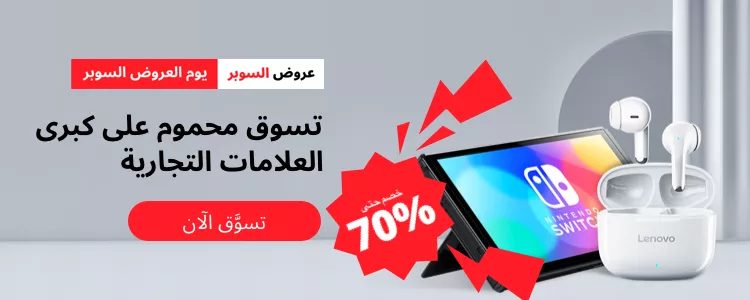 عروض السوبر يوم العروض السوبر
تسوق محموم على كبرى
العلامات التجارية
تسوَّق الآن
خصم حتى
70%
NINTENDO
SWITCH
Lenovo